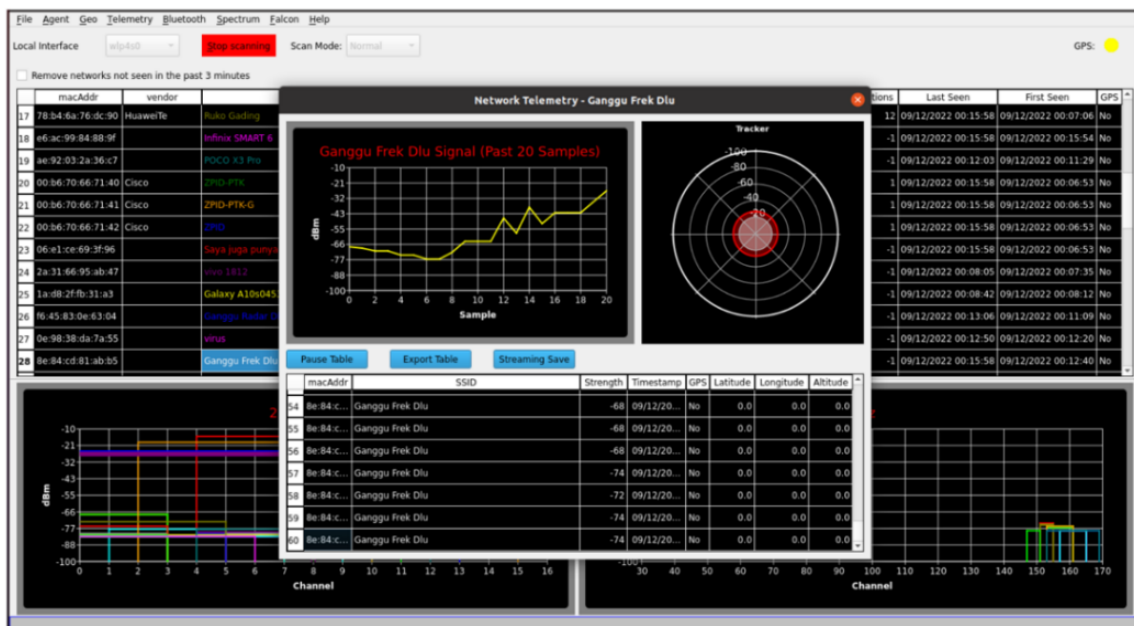 File Agent Geo Telemetry Bluetooth Spectrum Falcon Help
Local Interface wlp4s0 Stop scanning Scan Mode: Normal GPS:
Remove networks not seen in the past 3 minutes
macAddr vendor tions Last Seen First Seen GPS
17 78:b4:6a:76:dc:90 HuaweiTe Ruko Gading 12 09/12/2022 00:15:58 09/12/2022 00:07:06 No
18 e6:ac:99:84:88:9f Infinix SMART 6 -1 09/12/2022 00:15:58 09/12/2022 00:15:54 No
19 ae:92:03:2a:36:c7 POCO X3 Pro -1 09/12/2022 00:12:03 09/12/2022 00:11:29 No
20 00:b6:70:66:71:40 Cisco ZPID-PTK 1 09/12/2022 00:15:58 09/12/2022 00:06:53 No
21 00:b6:70:66:71:41 Cisco ZPID-PTK-G 1 09/12/2022 00:15:58 09/12/2022 00:06:53 No
22 00:b6:70:66:71:42 Cisco ZPID 1 09/12/2022 00:15:58 09/12/2022 00:06:53 No
23 06:e1:ce:69:3f:96 Saya juga punya 1 09/12/2022 00:15:58 09/12/2022 00:06:53 No
24 2a:31:66:95:ab:47 vivo 1812 -1 09/12/2022 00:08:05 09/12/2022 00:07:35 No
25 1a:d8:2f:fb:31:a3 Galaxy A10s045 -1 09/12/2022 00:08:42 09/12/2022 00:08:12 No
26 f6:45:83:0e:63:04 Ganggu Redar -1 09/12/2022 00:13:06 09/12/2022 00:11:09 No
27 0e:98:38:da:7a:55 virus -1 09/12/2022 00:12:50 09/12/2022 00:12:20 No
28 8e:84:cd:81:ab:b5 Ganggu Frek Dlu -1 09/12/2022 00:15:58 09/12/2022 00:12:40 No
Network Telemetry - Ganggu Frek Dlu
Ganggu Frek Dlu Signal (Past 20 Samples)
dBm
-10
-21
-32
-43
-55
-66
-77
-88
-100
0 2 4 6 8 10 12 14 16 18 20
Sample
Tracker
-100
-80
-60
-40
-20
Pause Table Export Table Streaming Save
macAddr SSID Strength Timestamp GPS Latitude Longitude Altitude
54 8e:84:c... Ganggu Frek Dlu -68 09/12/20... No 0.0 0.0 0.0
55 8e:84:c... Ganggu Frek Dlu -68 09/12/20... No 0.0 0.0 0.0
56 8e:84:c... Ganggu Frek Dlu -68 09/12/20... No 0.0 0.0 0.0
57 8e:84:c... Ganggu Frek Dlu -74 09/12/20... No 0.0 0.0 0.0
58 8e:84:c... Ganggu Frek Dlu -72 09/12/20... No 0.0 0.0 0.0
59 8e:84:c... Ganggu Frek Dlu -74 09/12/20... No 0.0 0.0 0.0
60 8e:84:c... Ganggu Frek Dlu -74 09/12/20... No 0.0 0.0 0.0
dBm
-10
-21
-32
-43
-55
-66
-77
-88
-100
0 1 2 3 4 5 6 7 8 9 10 11 12 13 14 15 16
Channel
-100
30 40 50 60 70 80 90 100 110 120 130 140 150 160 170
Channel